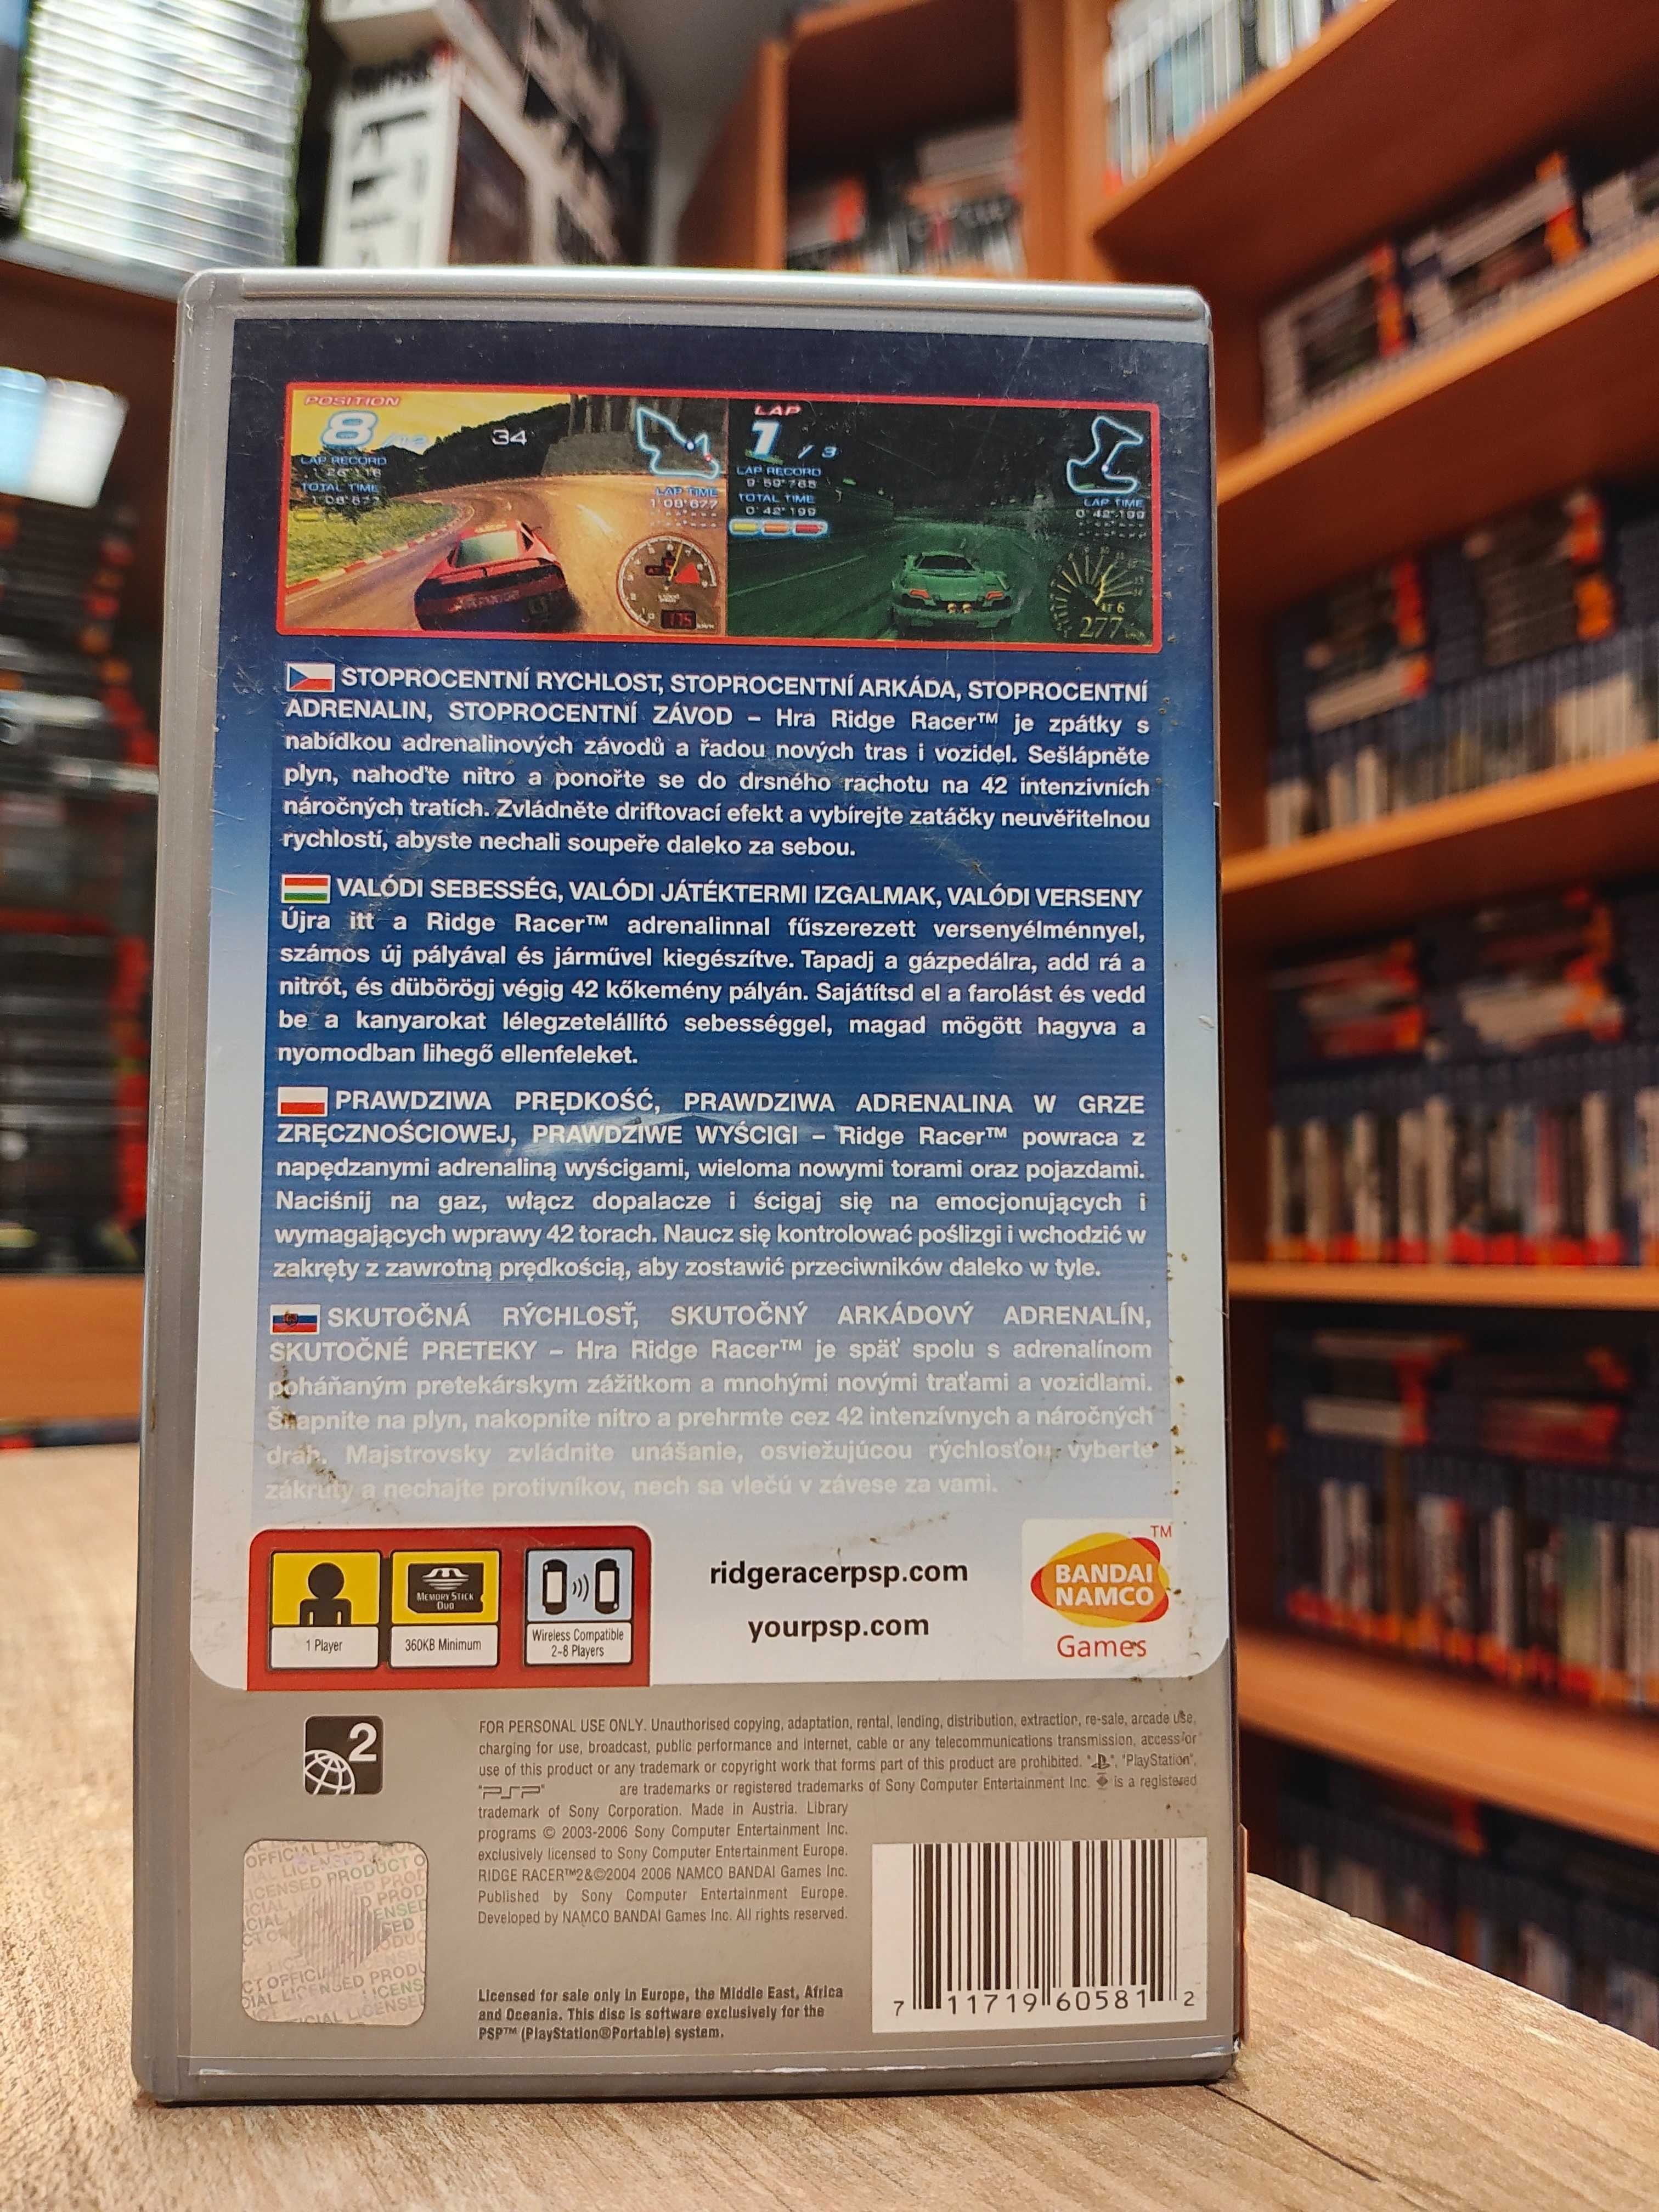 POSITION
8
34
LAP RECORD
TOTAL TIME
1'08"677
LAP TIME
1'08"677
175
LAP
1 / 3
LAP RECORD
9'59"765
TOTAL TIME
0'42"199
LAP TIME
0'42"199
AT 6
277
STOPROCENTNÍ RYCHLOST, STOPROCENTNÍ ARKÁDA, STOPROCENTNÍ
ADRENALIN, STOPROCENTNÍ ZÁVOD – Hra Ridge Racer™ je zpátky s
nabídkou adrenalinových závodů a řadou nových tras i vozidel. Sešlápněte
plyn, nahoďte nitro a ponořte se do drsného rachotu na 42 intenzivních
náročných tratích. Zvládněte driftovací efekt a vybírejte zatáčky neuvěřitelnou
rychlostí, abyste nechali soupeře daleko za sebou.
VALÓDI SEBESSÉG, VALÓDI JÁTÉKTERMI IZGALMAK, VALÓDI VERSENY
Újra itt a Ridge Racer™ adrenalinnal fűszerezett versenyélménnyel,
számos új pályával és járművel kiegészítve. Tapadj a gázpedálra, add rá a
nitrót, és dübörögj végig 42 kőkemény pályán. Sajátítsd el a farolást és vedd
be a kanyarokat lélegzetelállító sebességgel, magad mögött hagyva a
nyomodban lihegő ellenfeleket.
PRAWDZIWA PRĘDKOŚĆ, PRAWDZIWA ADRENALINA W GRZE
ZRĘCZNOŚCIOWEJ, PRAWDZIWE WYŚCIGI – Ridge Racer™ powraca z
napędzanymi adrenaliną wyścigami, wieloma nowymi torami oraz pojazdami.
Naciśnij na gaz, włącz dopalacze i ścigaj się na emocjonujących i
wymagających wprawy 42 torach. Naucz się kontrolować poślizgi i wchodzić w
zakręty z zawrotną prędkością, aby zostawić przeciwników daleko w tyle.
SKUTOČNÁ RÝCHLOSŤ, SKUTOČNÝ ARKÁDOVÝ ADRENALÍN,
SKUTOČNÉ PRETEKY – Hra Ridge Racer™ je späť spolu s adrenalínom
poháňaným pretekárskym zážitkom a mnohými novými traťami a vozidlami.
na plyn, nakopnite nitro a prehrmte cez 42 intenzívnych a náročných
dráh. Majstrovsky zvládnite unášanie, osviežujúcou rýchlosťou vyberte
zákruty a nechajte protivníkov, nech sa vlečú v závese za vami.
MEMORY STICK
DUO
1 Player
360KB Minimum
Wireless Compatible
2-8 Players
ridgeracerpsp.com
yourpsp.com
BANDAI
NAMCO
TM
Games
2
FOR PERSONAL USE ONLY. Unauthorised copying, adaptation, rental, lending, distribution, extraction, re-sale, arcade use,
charging for use, broadcast, public performance and internet, cable or any telecommunications transmission, access or
use of this product or any trademark or copyright work that forms part of this product are prohibited. " ", "PlayStation",
"PSP" are trademarks or registered trademarks of Sony Computer Entertainment Inc. is a registered
trademark of Sony Corporation. Made in Austria. Library
programs © 2003-2006 Sony Computer Entertainment Inc.
exclusively licensed to Sony Computer Entertainment Europe.
RIDGE RACER™2&©2004 2006 NAMCO BANDAI Games Inc.
Published by Sony Computer Entertainment Europe.
Developed by NAMCO BANDAI Games Inc. All rights reserved.
Licensed for sale only in Europe, the Middle East, Africa
and Oceania. This disc is software exclusively for the
PSP™ (PlayStation®Portable) system.
OFFICIAL LICENSED PRODUCT
7 11719 60581 2